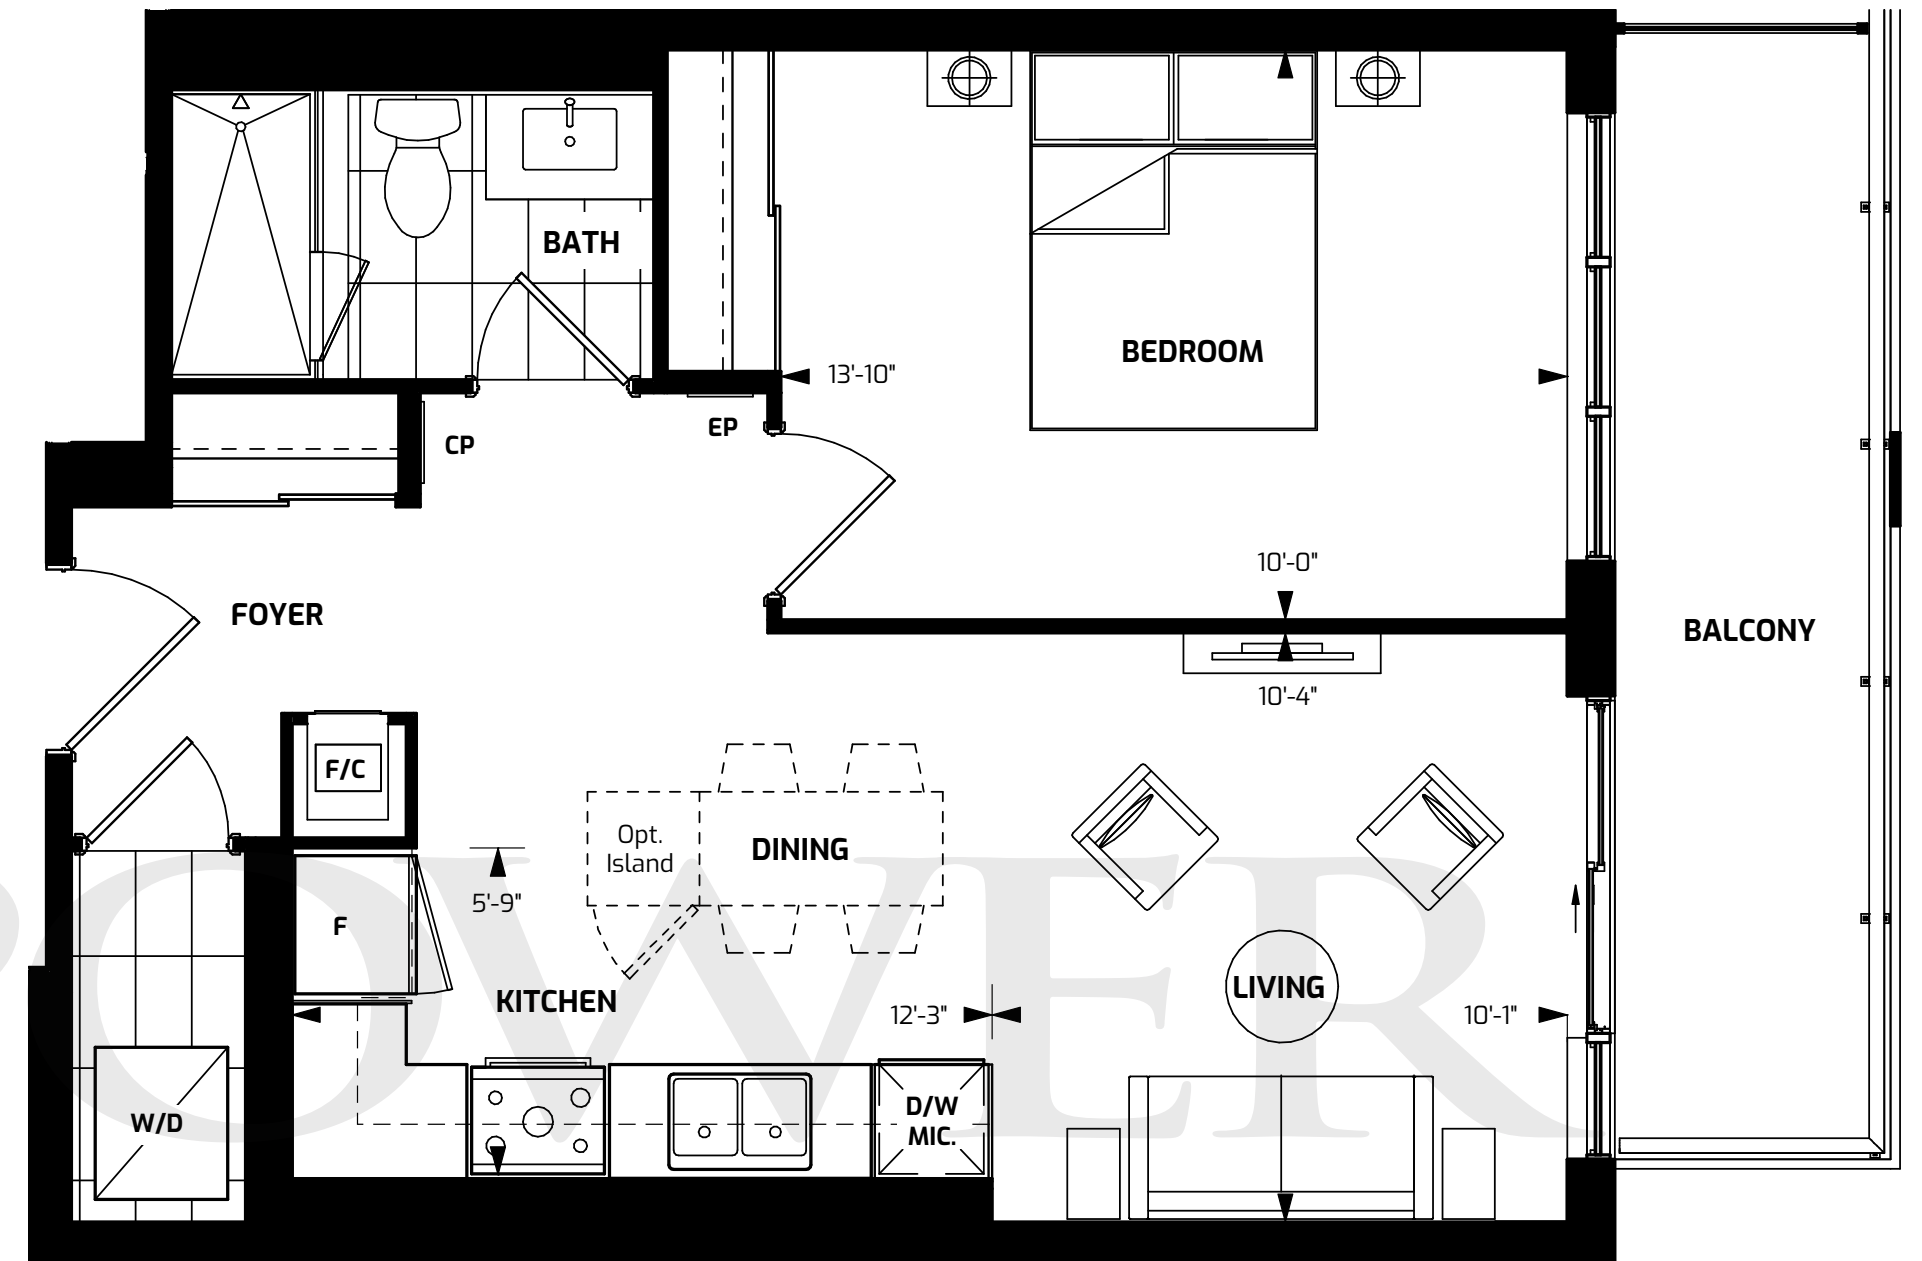 BATH
BEDROOM
13'-10"
EP
CP
10'-0"
FOYER
BALCONY
10'-4"
F/C
Opt.
Island
DINING
5'-9"
F
LIVING
KITCHEN
12'-3"
10'-1"
W/D
D/W
MIC.
POWER